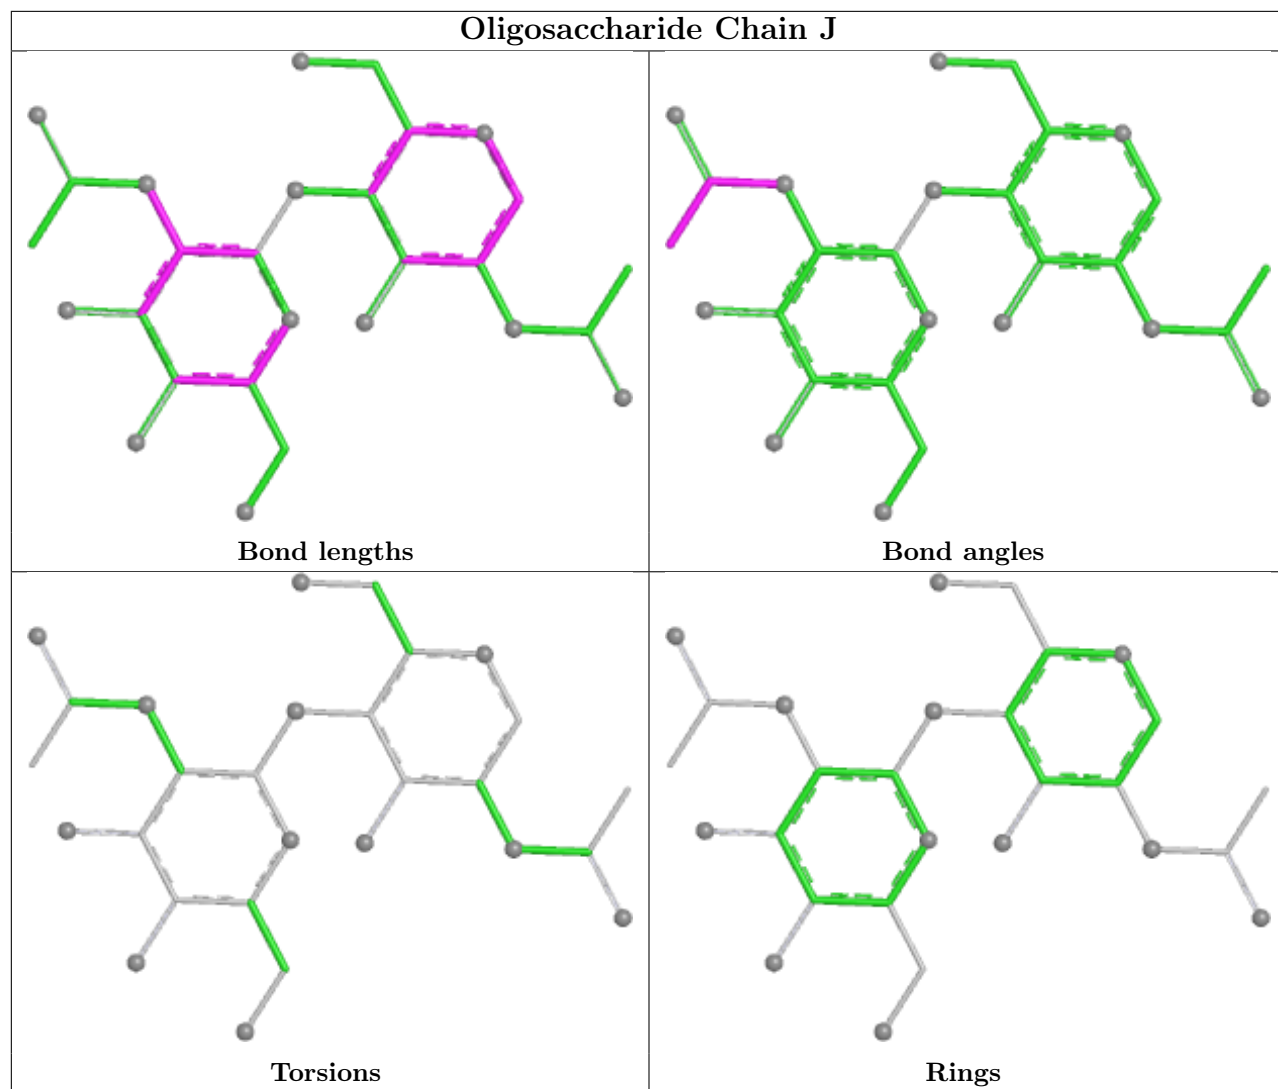 Oligosaccharide Chain J
Bond lengths
Bond angles
Torsions
Rings